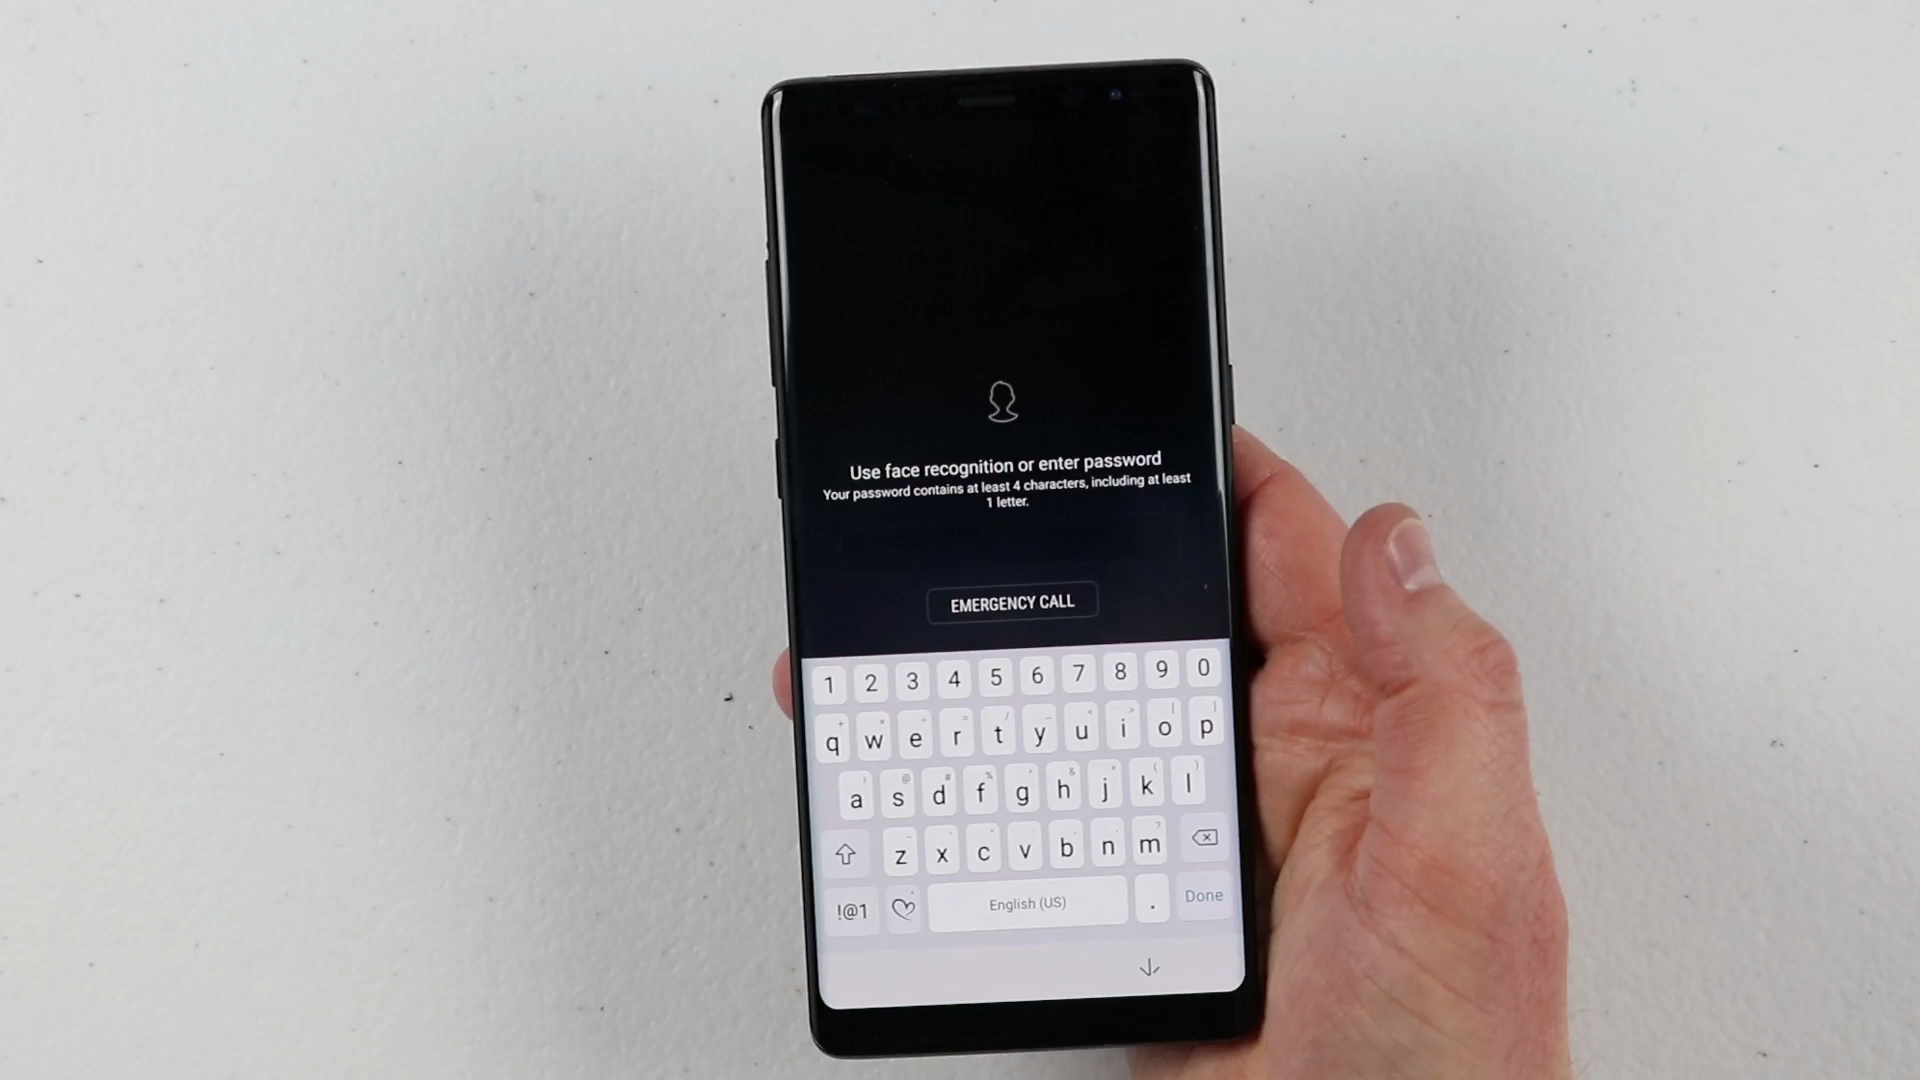 Use face recognition or enter password
Your password contains at least 4 characters, including at least
1 letter.
EMERGENCY CALL
1 2 3 4 5 6 7 8 9 0
q w e r t y u i o p
a s d f g h j k l
z x c v b n m
!@1 English (US) . Done